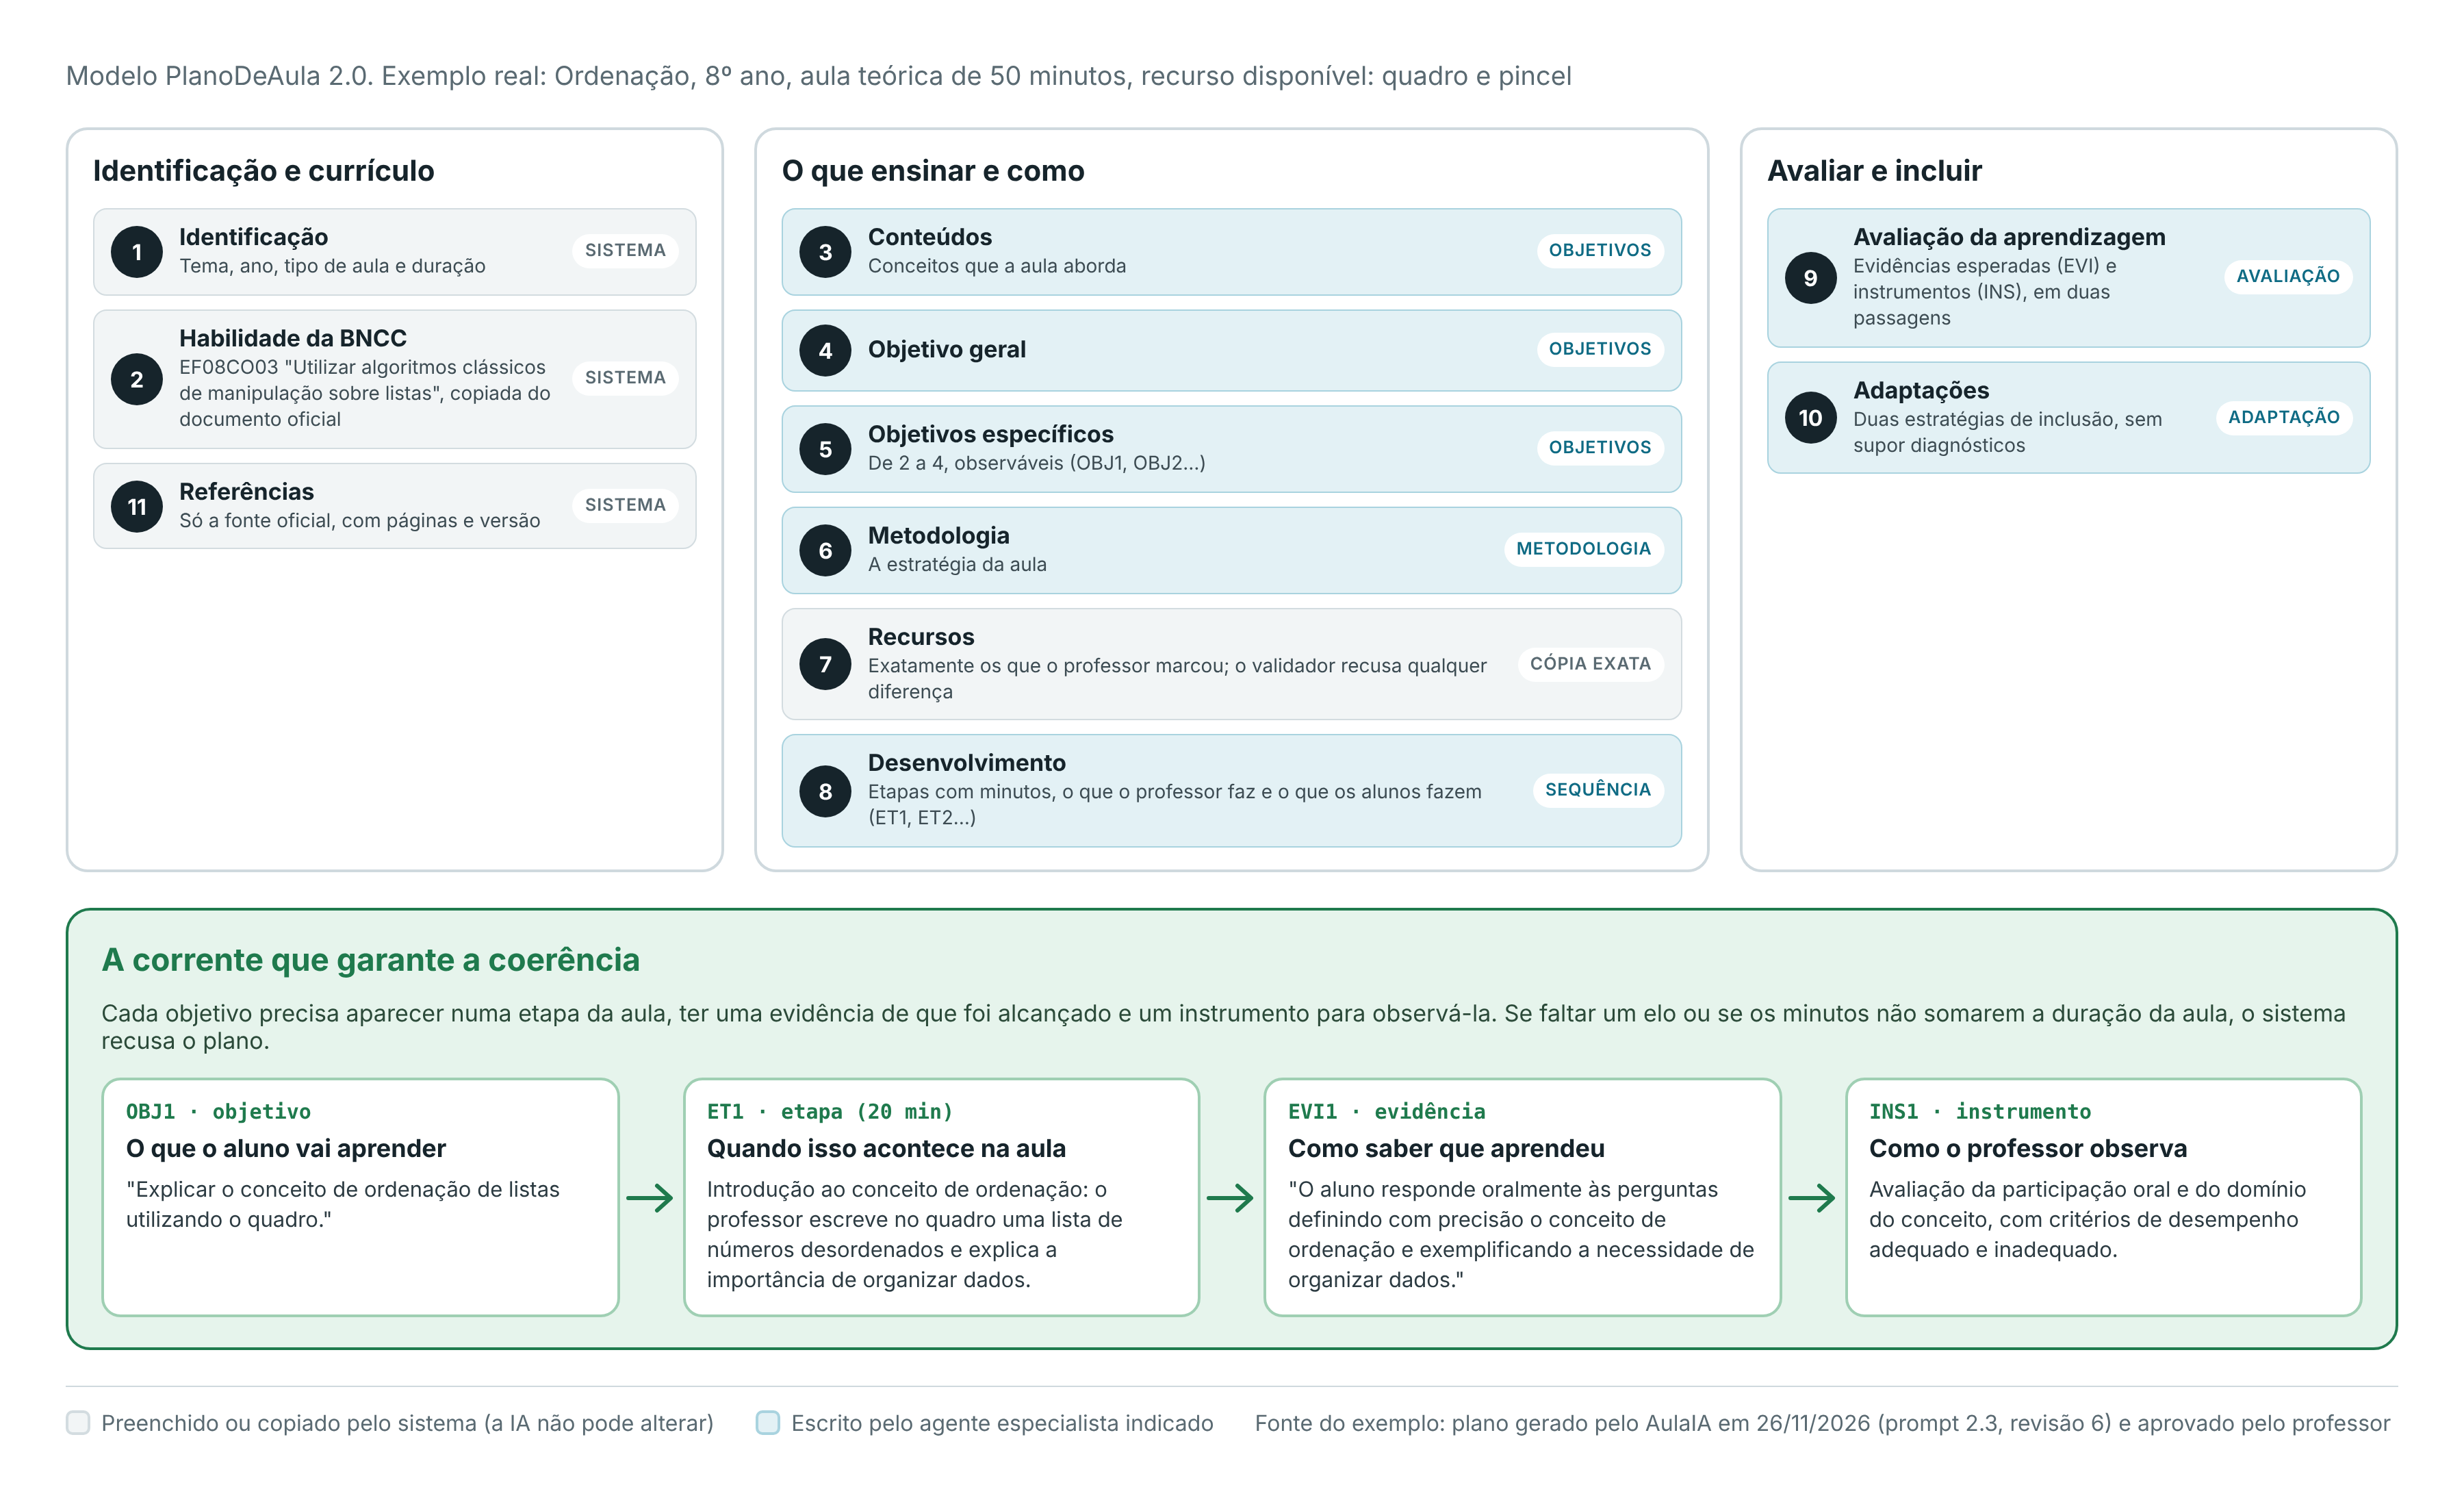 Modelo PlanoDeAula 2.0. Exemplo real: Ordenação, 8º ano, aula teórica de 50 minutos, recurso disponível: quadro e pincel
Identificação e currículo
1
Identificação
Tema, ano, tipo de aula e duração
SISTEMA
2
Habilidade da BNCC
EF08CO03 "Utilizar algoritmos clássicos
de manipulação sobre listas", copiada do
documento oficial
SISTEMA
11
Referências
Só a fonte oficial, com páginas e versão
SISTEMA
O que ensinar e como
3
Conteúdos
Conceitos que a aula aborda
OBJETIVOS
4
Objetivo geral
OBJETIVOS
5
Objetivos específicos
De 2 a 4, observáveis (OBJ1, OBJ2...)
OBJETIVOS
6
Metodologia
A estratégia da aula
METODOLOGIA
7
Recursos
Exatamente os que o professor marcou; o validador recusa qualquer
diferença
CÓPIA EXATA
8
Desenvolvimento
Etapas com minutos, o que o professor faz e o que os alunos fazem
(ET1, ET2...)
SEQUÊNCIA
Avaliar e incluir
9
Avaliação da aprendizagem
Evidências esperadas (EVI) e
instrumentos (INS), em duas
passagens
AVALIAÇÃO
10
Adaptações
Duas estratégias de inclusão, sem
supor diagnósticos
ADAPTAÇÃO
A corrente que garante a coerência
Cada objetivo precisa aparecer numa etapa da aula, ter uma evidência de que foi alcançado e um instrumento para observá-la. Se faltar um elo ou se os minutos não somarem a duração da aula, o sistema
recusa o plano.
OBJ1 · objetivo
O que o aluno vai aprender
"Explicar o conceito de ordenação de listas
utilizando o quadro."
ET1 · etapa (20 min)
Quando isso acontece na aula
Introdução ao conceito de ordenação: o
professor escreve no quadro uma lista de
números desordenados e explica a
importância de organizar dados.
EVI1 · evidência
Como saber que aprendeu
"O aluno responde oralmente às perguntas
definindo com precisão o conceito de
ordenação e exemplificando a necessidade de
organizar dados."
INS1 · instrumento
Como o professor observa
Avaliação da participação oral e do domínio
do conceito, com critérios de desempenho
adequado e inadequado.
Preenchido ou copiado pelo sistema (a IA não pode alterar)
Escrito pelo agente especialista indicado
Fonte do exemplo: plano gerado pelo AulaIA em 26/11/2026 (prompt 2.3, revisão 6) e aprovado pelo professor